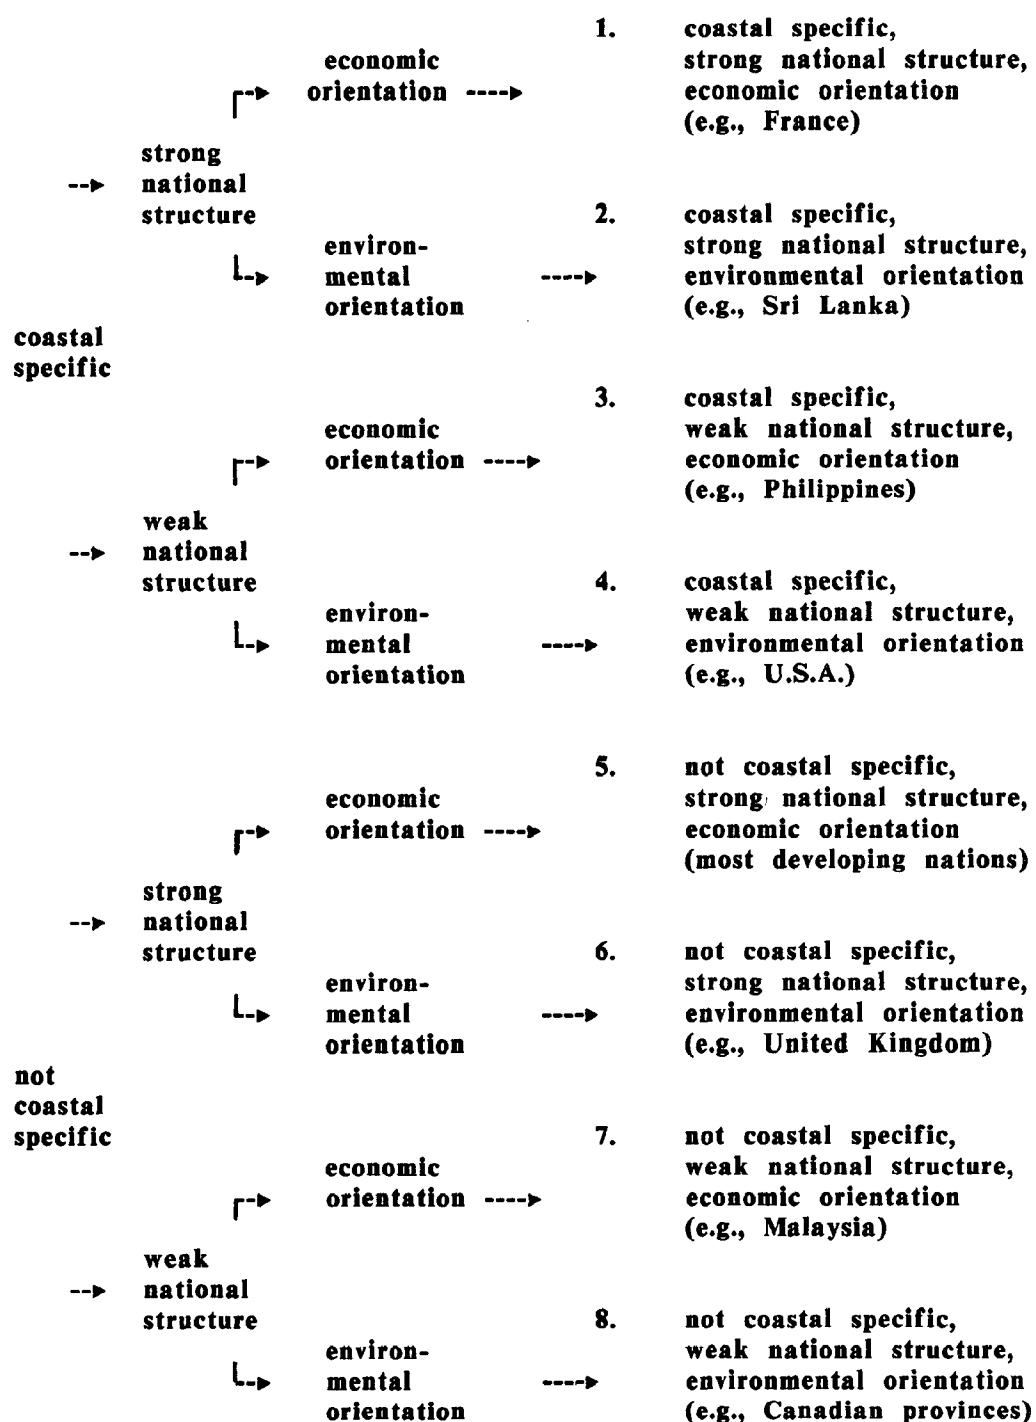 1. coastal specific,
economic strong national structure,
orientation ----► economic orientation
(e.g., France)
strong
--► national
structure
2. coastal specific,
environ- strong national structure,
mental ----► environmental orientation
orientation (e.g., Sri Lanka)
coastal
specific
3. coastal specific,
economic weak national structure,
orientation ----► economic orientation
(e.g., Philippines)
weak
--► national
structure
4. coastal specific,
environ- weak national structure,
mental ----► environmental orientation
orientation (e.g., U.S.A.)
5. not coastal specific,
economic strong national structure,
orientation ----► economic orientation
(most developing nations)
strong
--► national
structure
6. not coastal specific,
environ- strong national structure,
mental ----► environmental orientation
orientation (e.g., United Kingdom)
not
coastal
specific
7. not coastal specific,
economic weak national structure,
orientation ----► economic orientation
(e.g., Malaysia)
weak
--► national
structure
8. not coastal specific,
environ- weak national structure,
mental ----► environmental orientation
orientation (e.g., Canadian provinces)